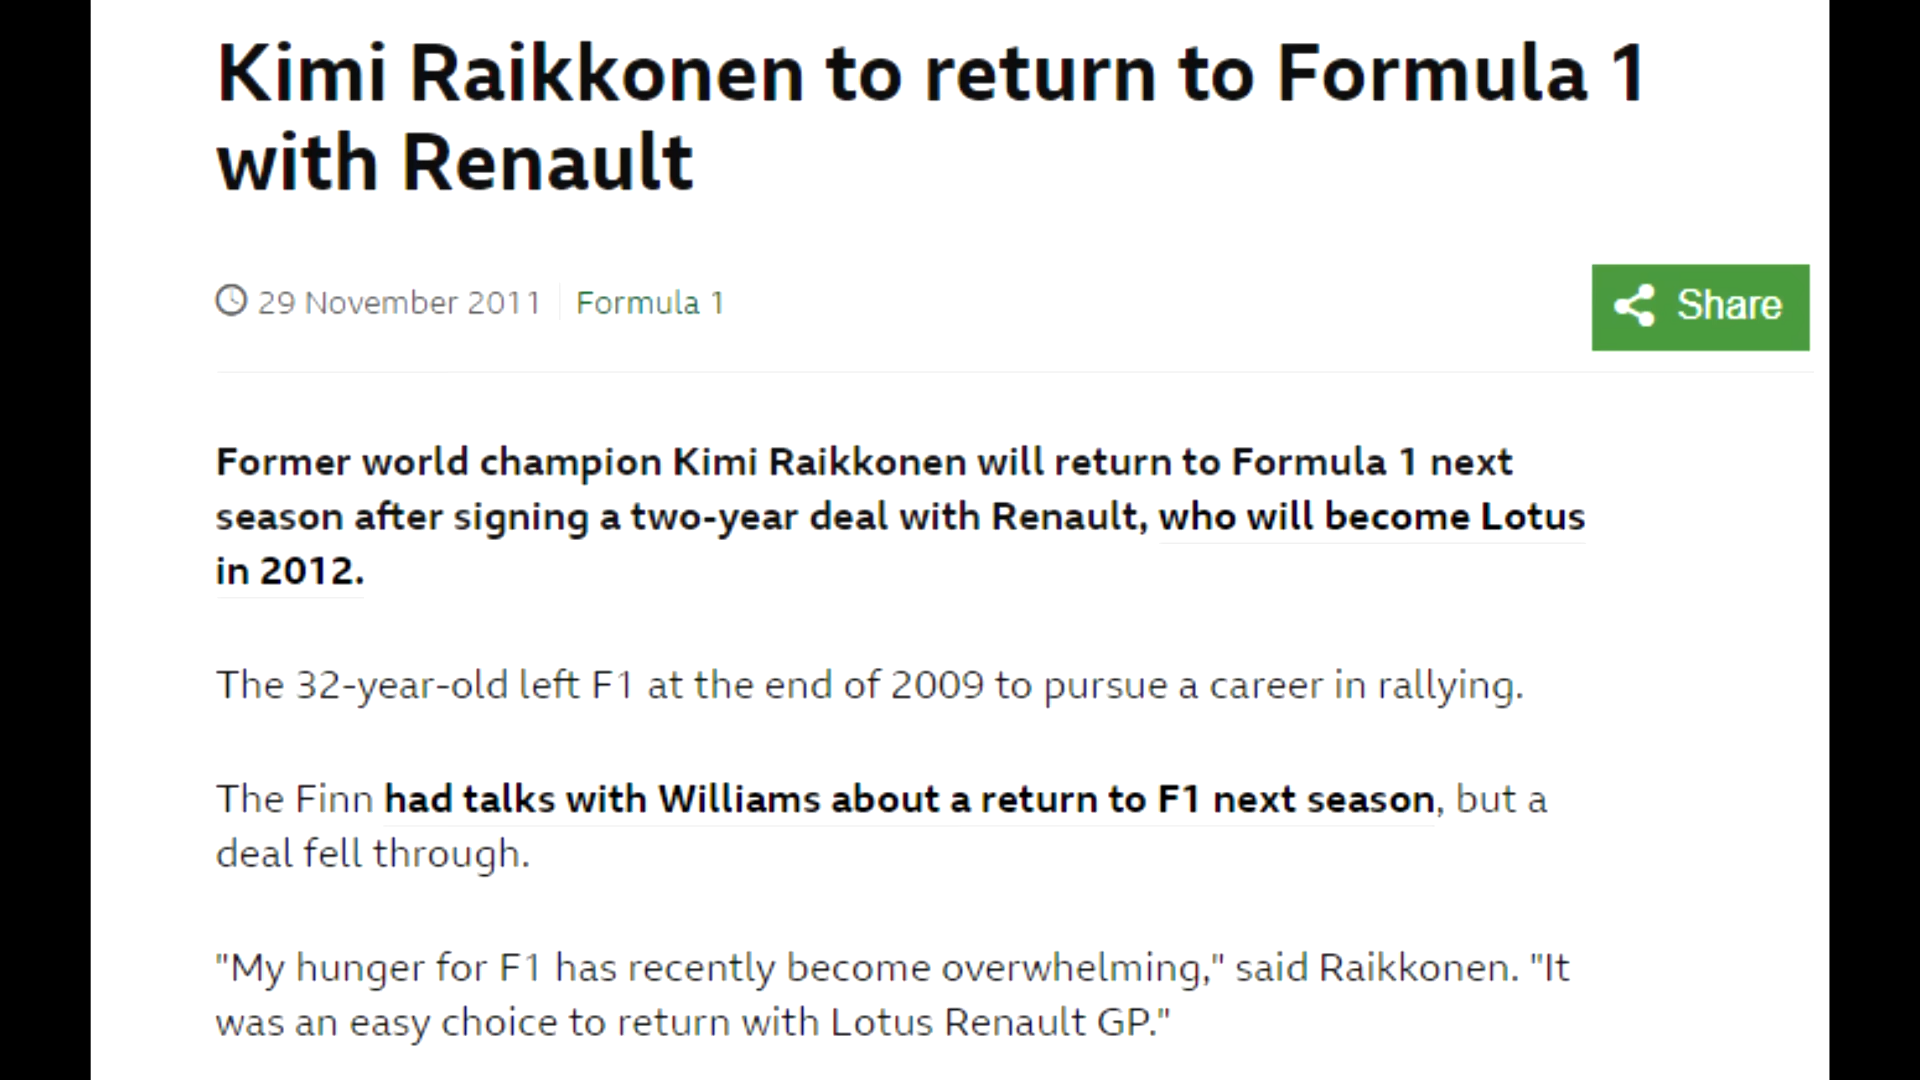 Kimi Raikkonen to return to Formula 1
with Renault
29 November 2011 Formula 1
Share
Former world champion Kimi Raikkonen will return to Formula 1 next
season after signing a two-year deal with Renault, who will become Lotus
in 2012.
The 32-year-old left F1 at the end of 2009 to pursue a career in rallying.
The Finn had talks with Williams about a return to F1 next season, but a
deal fell through.
"My hunger for F1 has recently become overwhelming," said Raikkonen. "It
was an easy choice to return with Lotus Renault GP."